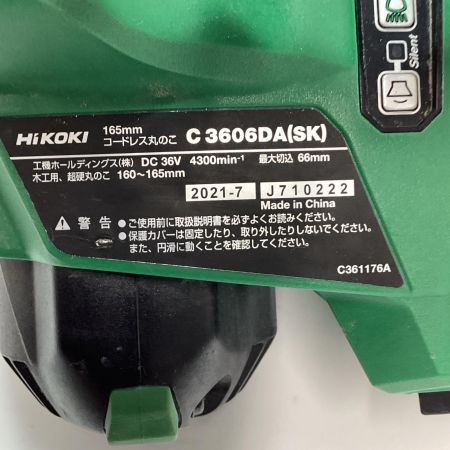 Silent
HiKOKI 165mm コードレス丸のこ C 3606DA(SK)
工機ホールディングス(株) DC 36V 4300min⁻¹ 最大切込 66mm
木工用、超硬丸のこ 160~165mm
2021-7 J710222
Made in China
警告 ●ご使用前に取扱説明書を必ずよくお読みください。
●保護カバーは固定したり、取り外したりしないでください。
また、円滑に動くことを確認してください。
C361176A